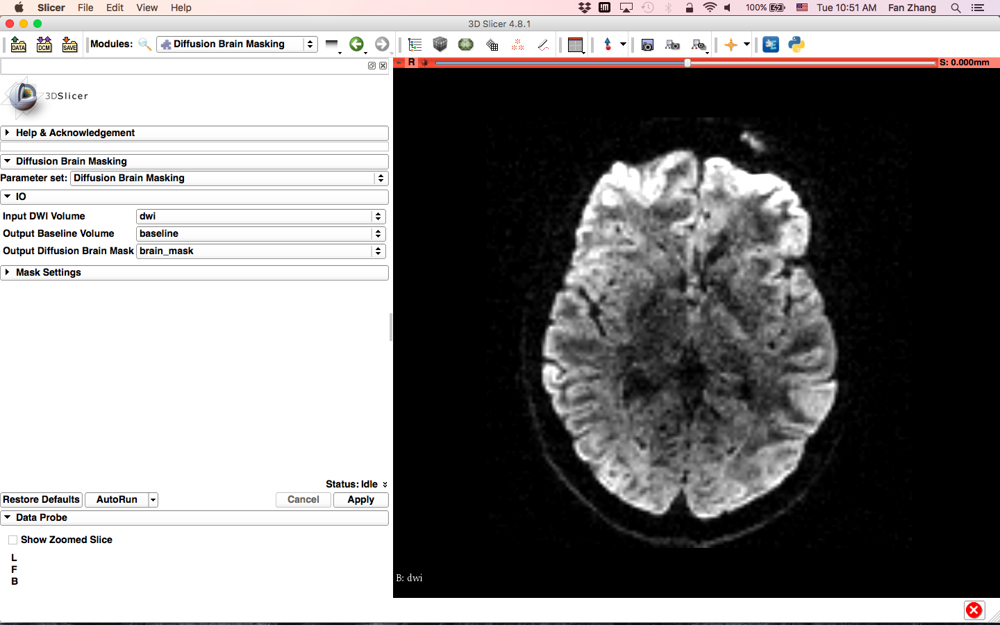 Slicer File Edit View Help 100% Tue 10:51 AM Fan Zhang
3D Slicer 4.8.1
DATA DCM SAVE Modules: Diffusion Brain Masking
R S: 0.000mm
3DSlicer
Help & Acknowledgement
Diffusion Brain Masking
Parameter set: Diffusion Brain Masking
IO
Input DWI Volume dwi
Output Baseline Volume baseline
Output Diffusion Brain Mask brain_mask
Mask Settings
Status: Idle
Restore Defaults AutoRun Cancel Apply
Data Probe
Show Zoomed Slice
L
F
B
B: dwi